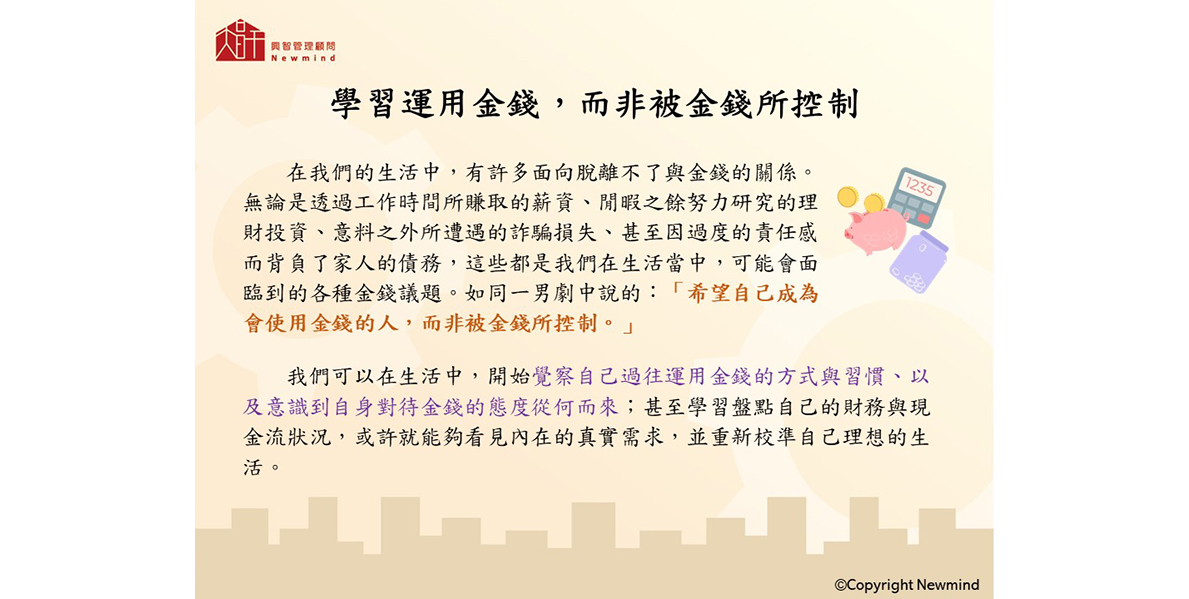 興智管理顧問
Newmind
學習運用金錢，而非被金錢所控制
在我們的生活中，有許多面向脫離不了與金錢的關係。
無論是透過工作時間所賺取的薪資、閒暇之餘努力研究的理
財投資、意料之外所遭遇的詐騙損失、甚至因過度的責任感
而背負了家人的債務，這些都是我們在生活當中，可能會面
臨到的各種金錢議題。如同一男劇中說的：「希望自己成為
會使用金錢的人，而非被金錢所控制。」
1235
我們可以在生活中，開始覺察自己過往運用金錢的方式與習慣、以
及意識到自身對待金錢的態度從何而來；甚至學習盤點自己的財務與現
金流狀況，或許就能夠看見內在的真實需求，並重新校準自己理想的生
活。
©Copyright Newmind